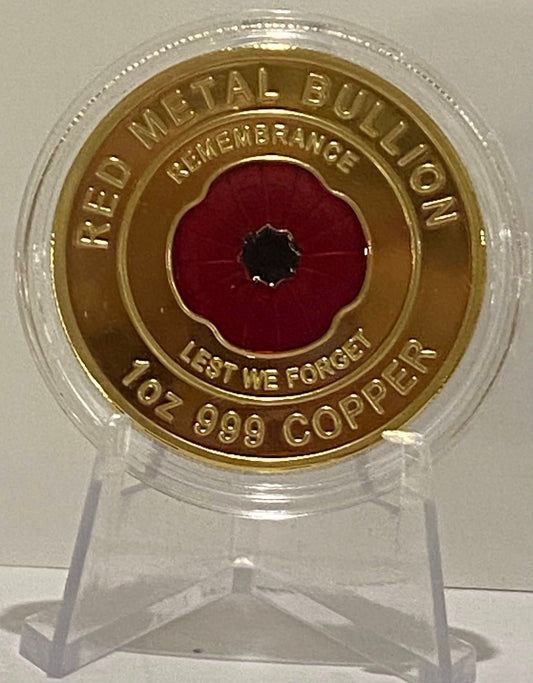 RED METAL BULLION
REMEMBRANCE
LEST WE FORGET
1oz 999 COPPER